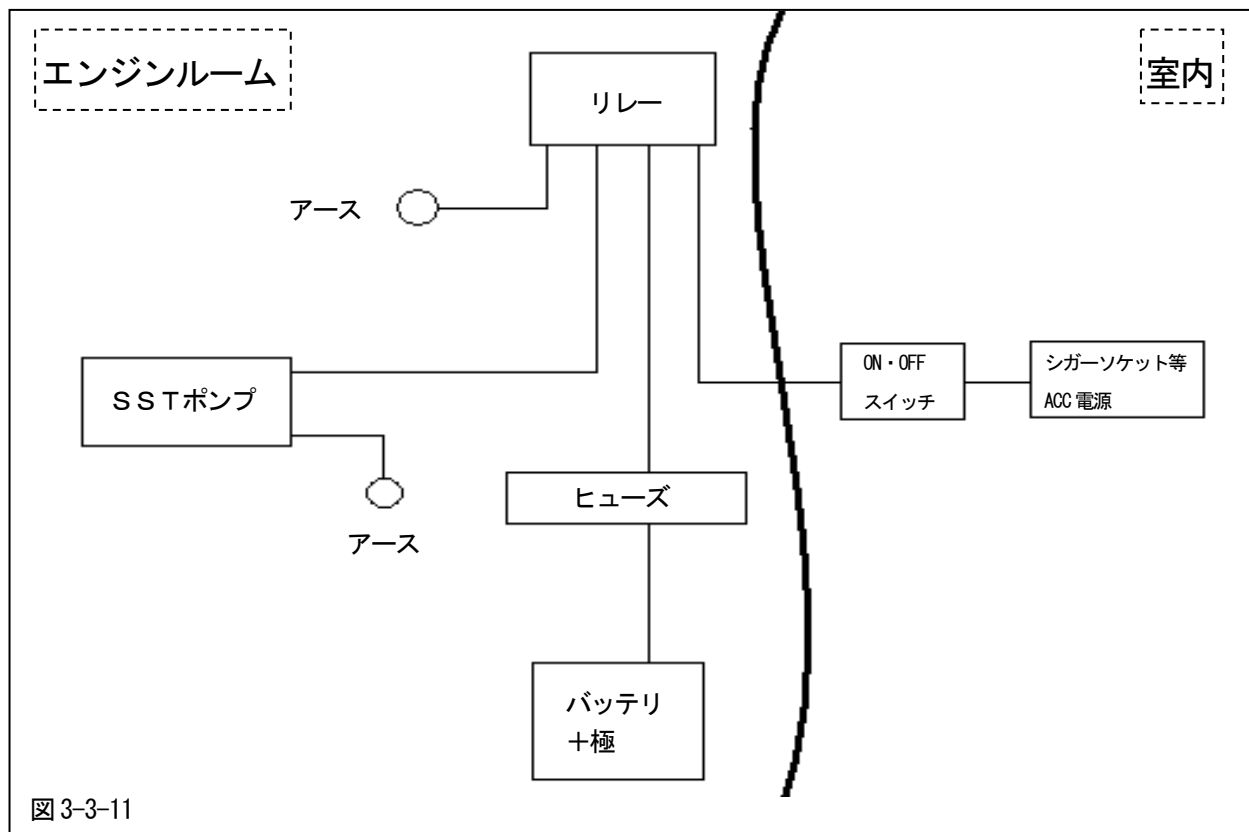 エンジンルーム
室内
リレー
アース
ON・OFF
スイッチ
シガーソケット等
ACC電源
ＳＳＴポンプ
ヒューズ
アース
バッテリ
＋極
図3-3-11